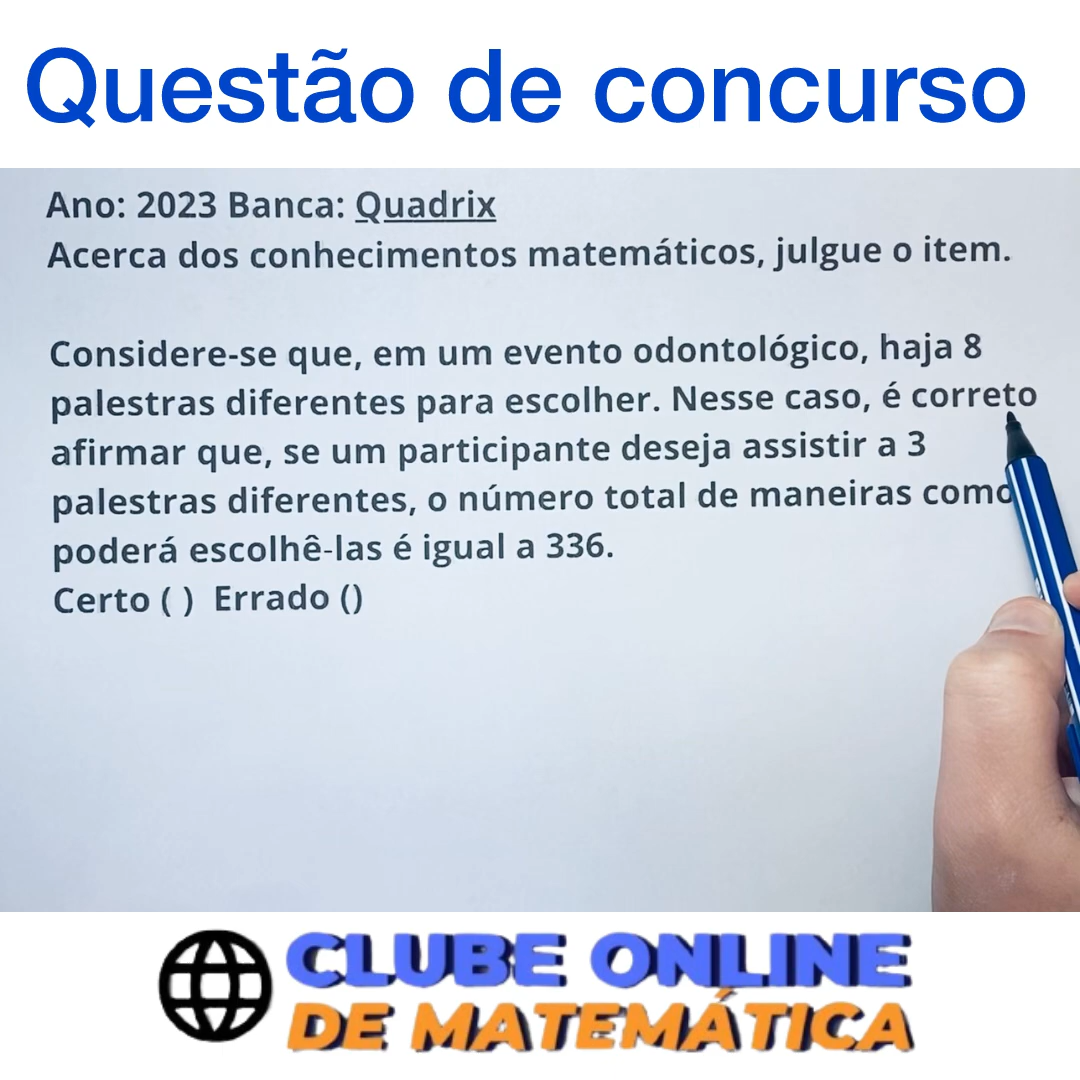 Questão de concurso
Ano: 2023 Banca: Quadrix
Acerca dos conhecimentos matemáticos, julgue o item.
Considere-se que, em um evento odontológico, haja 8
palestras diferentes para escolher. Nesse caso, é correto
afirmar que, se um participante deseja assistir a 3
palestras diferentes, o número total de maneiras como
poderá escolhê-las é igual a 336.
Certo ( ) Errado ()
CLUBE ONLINE
DE MATEMÁTICA